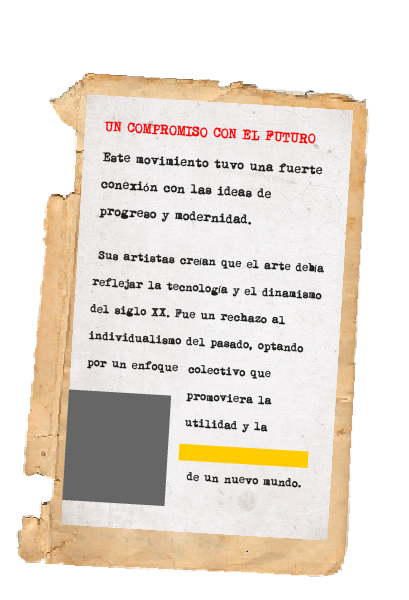 UN COMPROMISO CON EL FUTURO
Este movimiento tuvo una fuerte
conexión con las ideas de
progreso y modernidad.
Sus artistas creían que el arte debía
reflejar la tecnología y el dinamismo
del siglo XX. Fue un rechazo al
individualismo del pasado, optando
por un enfoque colectivo que
promoviera la
utilidad y la
de un nuevo mundo.